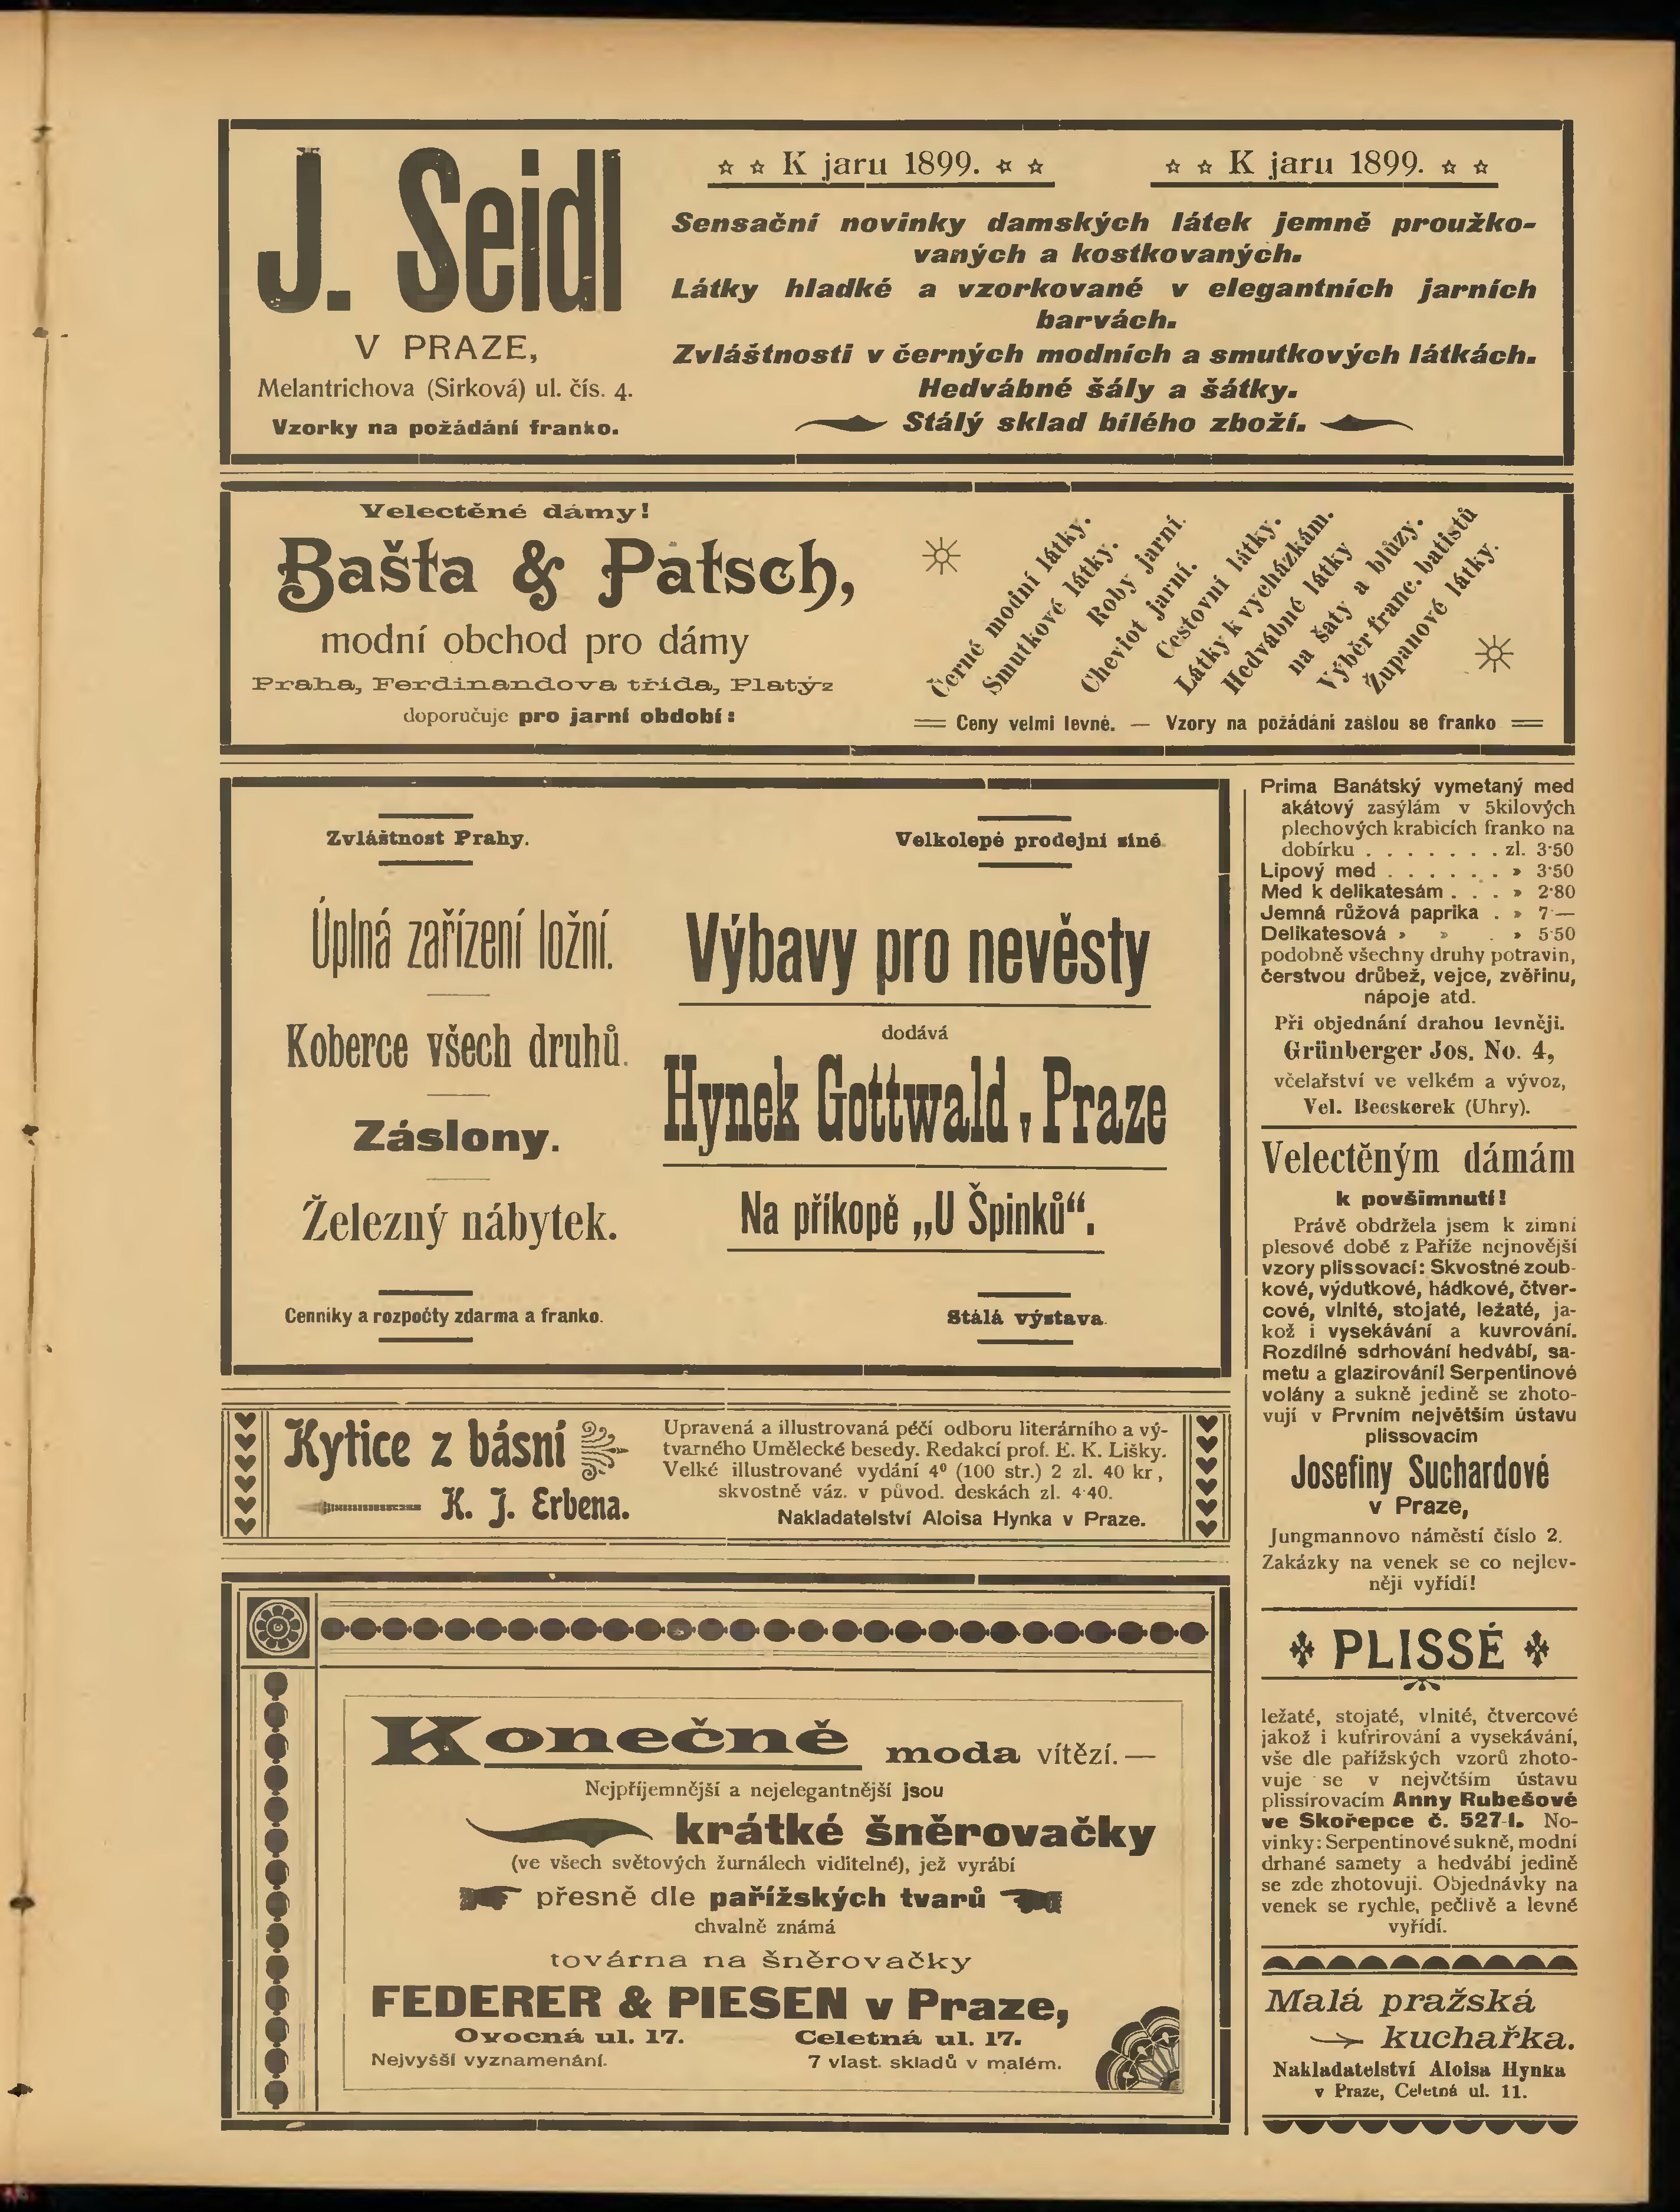 J. Seidl
V PRAZE,
Melantrichova (Sirková) ul. čís. 4.
Vzorky na požádání franko.
☆ ☆ K jaru 1899. ☆ ☆
☆ ☆ K jaru 1899. ☆ ☆
Sensační novinky damských látek jemně proužko-
vaných a kostkovaných.
Látky hladké a vzorkované v elegantních jarních
barvách.
Zvláštnosti v černých modních a smutkových látkách.
Hedvábné šály a šátky.
Stálý sklad bílého zboží.
Velectěné dámy!
Bašta & Patsch,
modní obchod pro dámy
Praha, Ferdinandova třída, Platýz
doporučuje pro jarní období:
Černé modní látky.
Smutkové látky.
Roby jarní.
Cheviot jarní.
Cestovní látky.
Látky k vycházkám.
Hedvábné látky
na šaty a blůzy.
Výběr franc. batistů
Županové látky.
Ceny velmi levné. — Vzory na požádání zašlou se franko
Zvláštnost Prahy.
Úplná zařízení ložní.
Koberce všech druhů.
Záslony.
Železný nábytek.
Cenníky a rozpočty zdarma a franko.
Velkolepé prodejní síně.
Výbavy pro nevěsty
dodává
Hynek Gottwald v Praze
Na příkopě „U Špinků“.
Stálá výstava.
Kytice z básní
K. J. Erbena.
Upravená a illustrovaná péčí odboru literárního a vý-
tvarného Umělecké besedy. Redakcí prof. E. K. Lišky.
Velké illustrované vydání 4⁰ (100 str.) 2 zl. 40 kr,
skvostně váz. v původ. deskách zl. 4·40.
Nakladatelství Aloisa Hynka v Praze.
Konečně moda vítězí. —
Nejpříjemnější a nejelegantnější jsou
krátké šněrovačky
(ve všech světových žurnálech viditelné), jež vyrábí
přesně dle pařížských tvarů
chvalně známá
továrna na šněrovačky
FEDERER & PIESEN v Praze,
Ovocná ul. 17. Celetná ul. 17.
Nejvyšší vyznamenání. 7 vlast. skladů v malém.
Prima Banátský vymetaný med
akátový zasýlám v 5kilových
plechových krabicích franko na
dobírku . . . . . . . zl. 3·50
Lipový med . . . . . . » 3·50
Med k delikatesám . . . » 2·80
Jemná růžová paprika . » 7 —
Delikatesová » » . » 5·50
podobně všechny druhy potravin,
čerstvou drůbež, vejce, zvěřinu,
nápoje atd.
Při objednání drahou levněji.
Grünberger Jos. No. 4,
včelařství ve velkém a vývoz,
Vel. Becskerek (Uhry).
Velectěným dámám
k povšimnutí!
Právě obdržela jsem k zimní
plesové době z Paříže nejnovější
vzory plissovací: Skvostné zoub-
kové, výdutkové, hádkové, čtver-
cové, vlnité, stojaté, ležaté, ja-
kož i vysekávání a kuvrování.
Rozdílné sdrhování hedvábí, sa-
metu a glazirování! Serpentinové
volány a sukně jedině se zhoto-
vují v Prvním největším ústavu
plissovacím
Josefiny Suchardové
v Praze,
Jungmannovo náměstí číslo 2.
Zakázky na venek se co nejlev-
něji vyřídí!
PLISSÉ
ležaté, stojaté, vlnité, čtvercové
jakož i kufrirování a vysekávání,
vše dle pařížských vzorů zhoto-
vuje se v největším ústavu
plissírovacím Anny Rubešové
ve Skořepce č. 527-I. No-
vinky: Serpentinové sukně, modní
drhané samety a hedvábí jedině
se zde zhotovují. Objednávky na
venek se rychle, pečlivě a levné
vyřídí.
Malá pražská
kuchařka.
Nakladatelství Aloisa Hynka
v Praze, Celetná ul. 11.